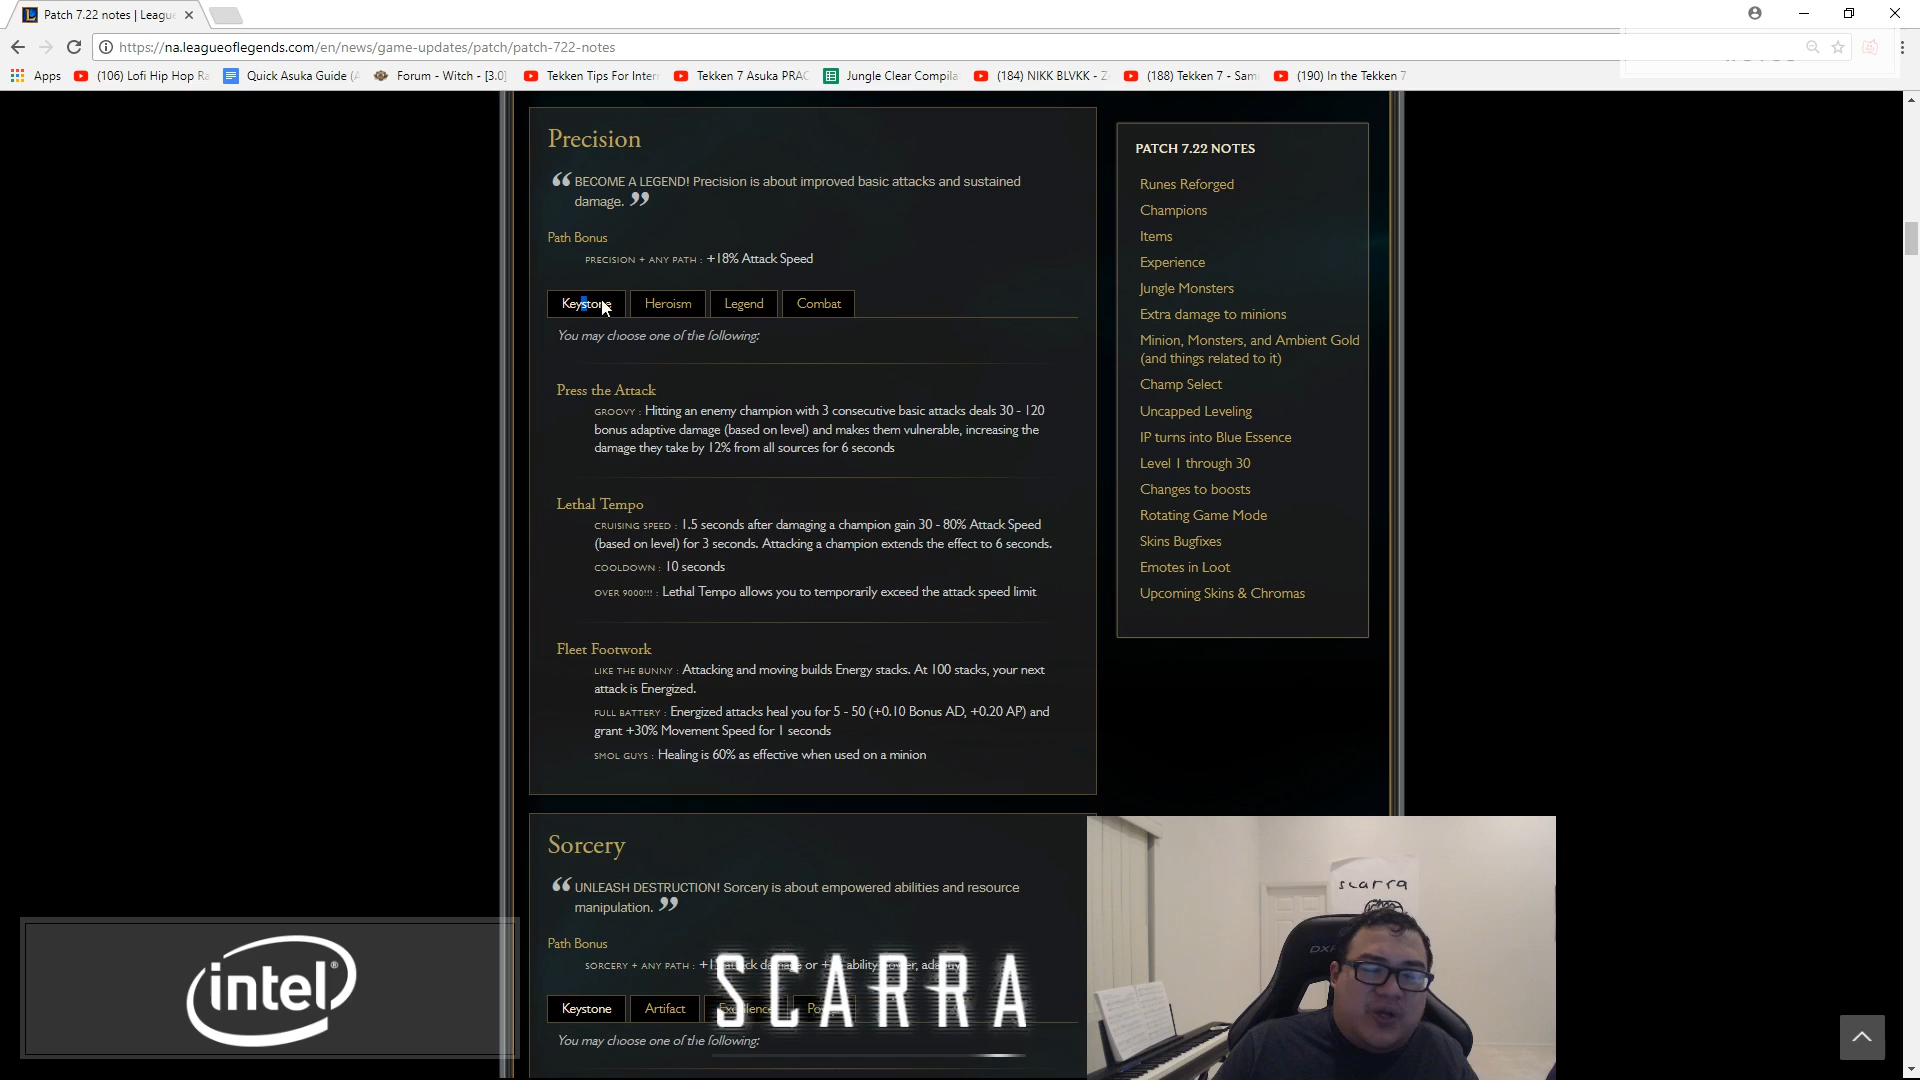 Patch 7.22 notes | Leagu
https://na.leagueoflegends.com/en/news/game-updates/patch/patch-722-notes
Apps (106) Lofi Hip Hop Ra Quick Asuka Guide (A Forum - Witch - [3.0] Tekken Tips For Inter Tekken 7 Asuka PRAC Jungle Clear Compila (184) NIKK BLVKK - Z (188) Tekken 7 - Sam (190) In the Tekken 7
Precision
“ BECOME A LEGEND! Precision is about improved basic attacks and sustained
damage. ”
Path Bonus
PRECISION + ANY PATH : +18% Attack Speed
Keystone Heroism Legend Combat
You may choose one of the following:
Press the Attack
GROOVY : Hitting an enemy champion with 3 consecutive basic attacks deals 30 - 120
bonus adaptive damage (based on level) and makes them vulnerable, increasing the
damage they take by 12% from all sources for 6 seconds
Lethal Tempo
CRUISING SPEED : 1.5 seconds after damaging a champion gain 30 - 80% Attack Speed
(based on level) for 3 seconds. Attacking a champion extends the effect to 6 seconds.
COOLDOWN : 10 seconds
OVER 9000!!! : Lethal Tempo allows you to temporarily exceed the attack speed limit
Fleet Footwork
LIKE THE BUNNY : Attacking and moving builds Energy stacks. At 100 stacks, your next
attack is Energized.
FULL BATTERY : Energized attacks heal you for 5 - 50 (+0.10 Bonus AD, +0.20 AP) and
grant +30% Movement Speed for 1 seconds
SMOL GUYS : Healing is 60% as effective when used on a minion
Sorcery
“ UNLEASH DESTRUCTION! Sorcery is about empowered abilities and resource
manipulation. ”
Path Bonus
SORCERY + ANY PATH : or ability
Keystone Artifact
You may choose one of the following:
PATCH 7.22 NOTES
Runes Reforged
Champions
Items
Experience
Jungle Monsters
Extra damage to minions
Minion, Monsters, and Ambient Gold
(and things related to it)
Champ Select
Uncapped Leveling
IP turns into Blue Essence
Level 1 through 30
Changes to boosts
Rotating Game Mode
Skins Bugfixes
Emotes in Loot
Upcoming Skins & Chromas
intel
SCARRA
scarra